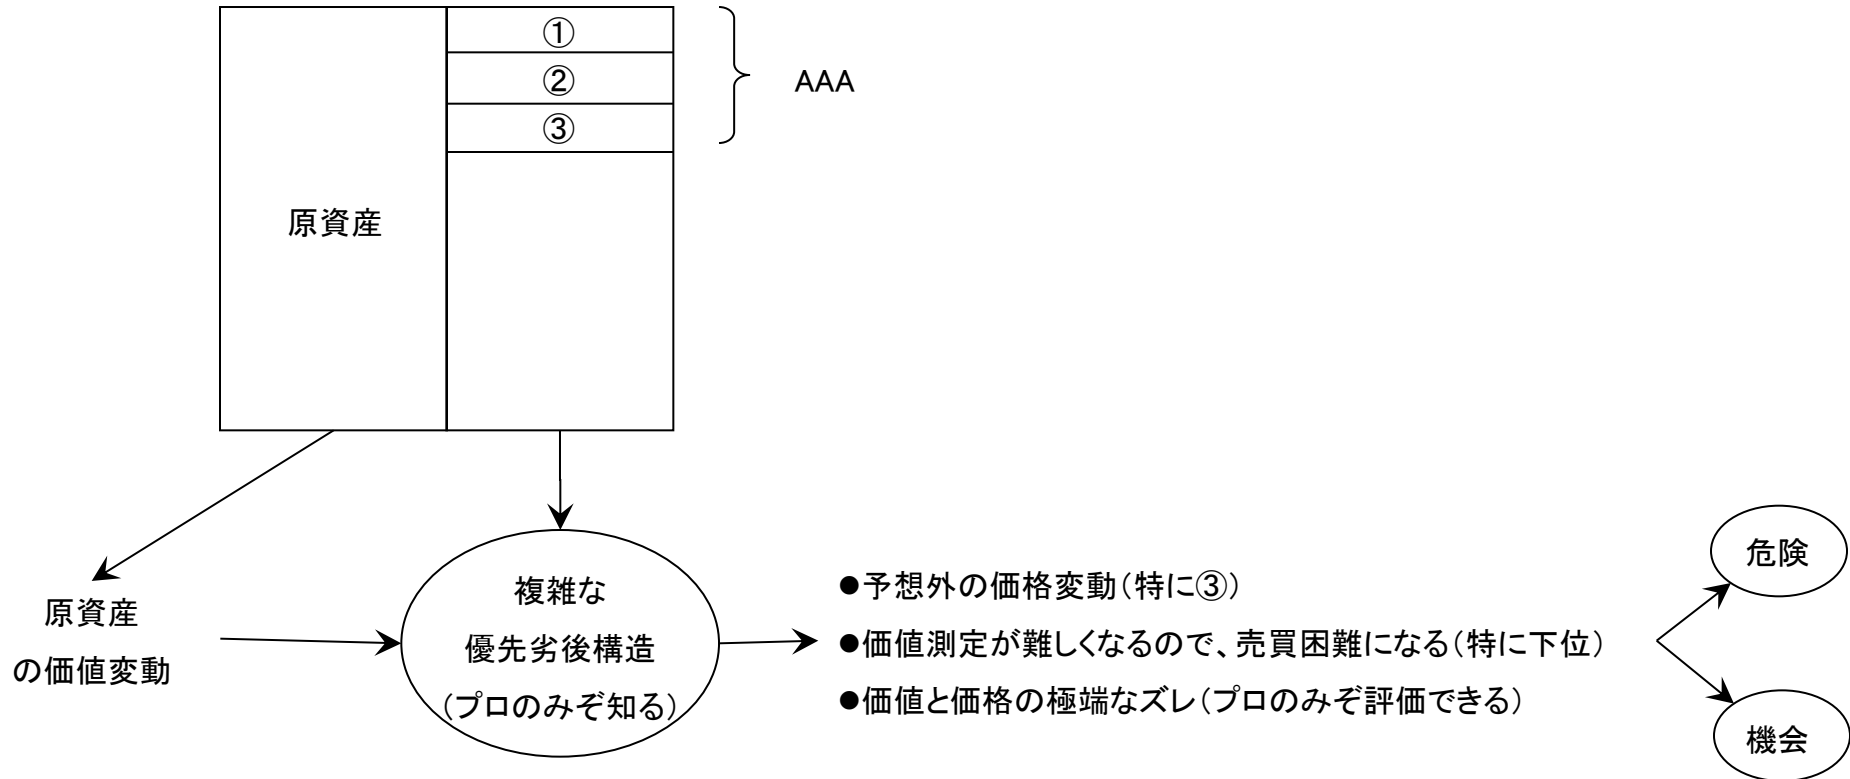 ①
②
③
AAA
原資産
原資産
の価値変動
複雑な
優先劣後構造
(プロのみぞ知る)
●予想外の価格変動(特に③)
●価値測定が難しくなるので、売買困難になる(特に下位)
●価値と価格の極端なズレ(プロのみぞ評価できる)
危険
機会